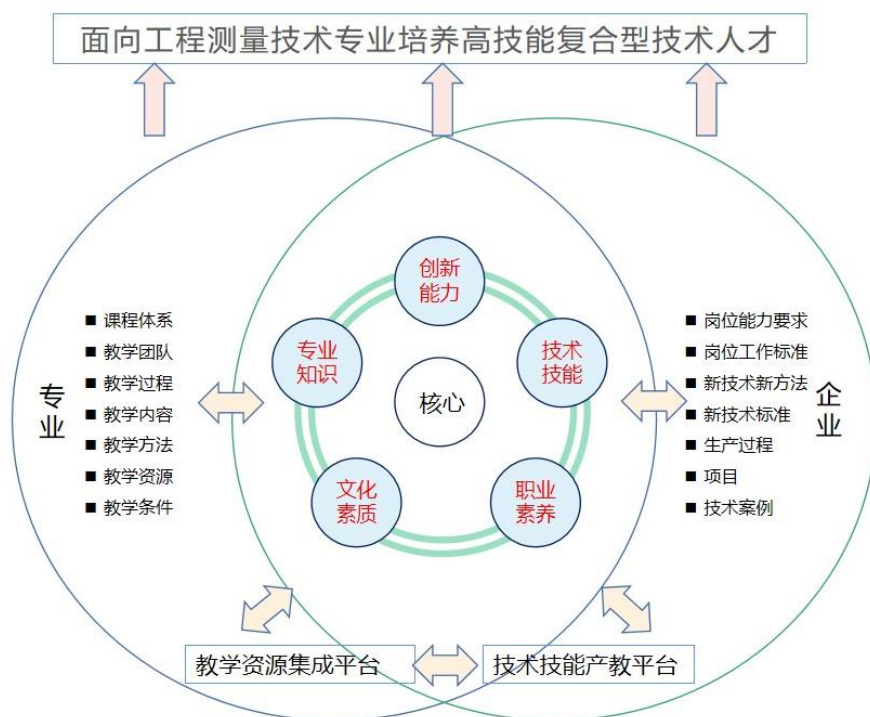 面向工程测量技术专业培养高技能复合型技术人才
创新
能力
专业
知识
技术
技能
核心
文化
素质
职业
素养
专
业
■ 课程体系
■ 教学团队
■ 教学过程
■ 教学内容
■ 教学方法
■ 教学资源
■ 教学条件
■ 岗位能力要求
■ 岗位工作标准
■ 新技术新方法
■ 新技术标准
■ 生产过程
■ 项目
■ 技术案例
企
业
教学资源集成平台
技术技能产教平台